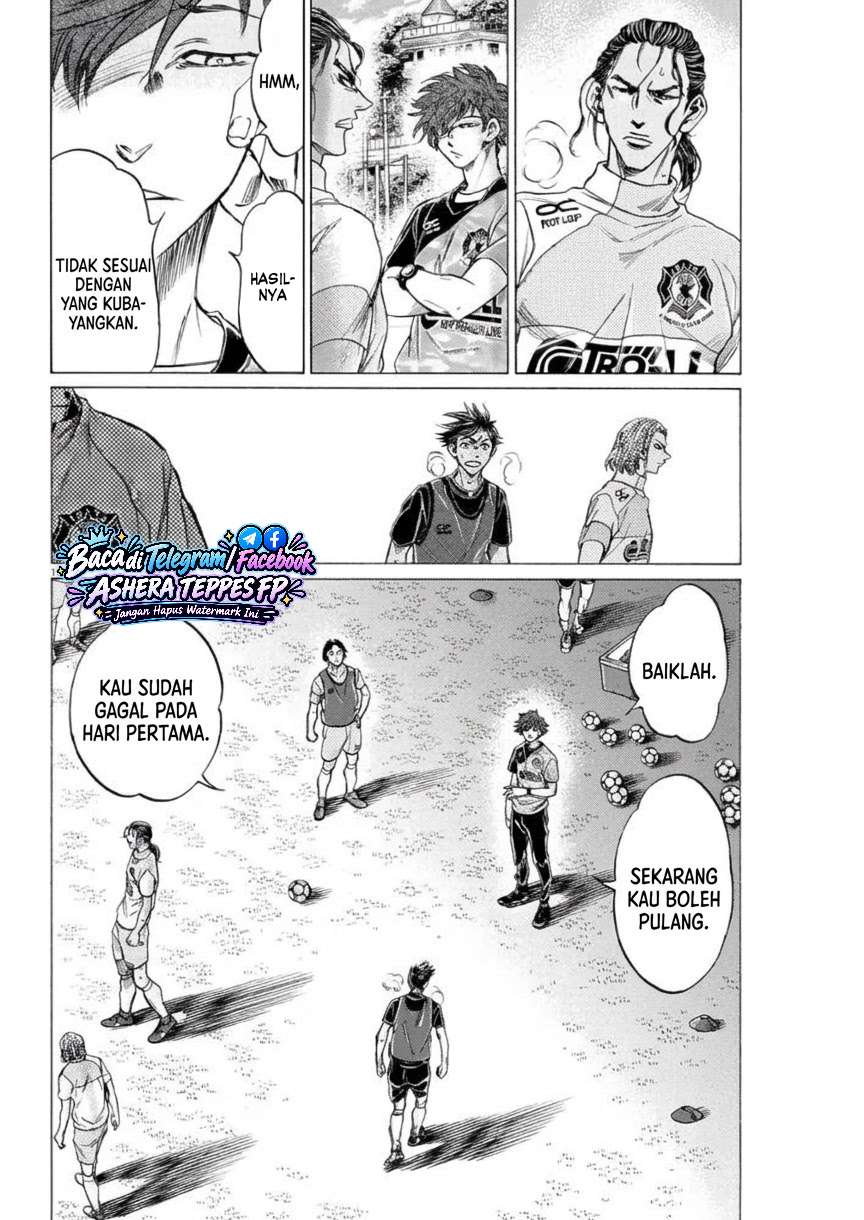 HMM,
HASIL-
NYA
TIDAK SESUAI
DENGAN
YANG KUBA-
YANGKAN.
Baca di Telegram/Facebook
ASHERA TEPPES FP
Jangan Hapus Watermark Ini
BAIKLAH.
KAU SUDAH
GAGAL PADA
HARI PERTAMA.
SEKARANG
KAU BOLEH
PULANG.